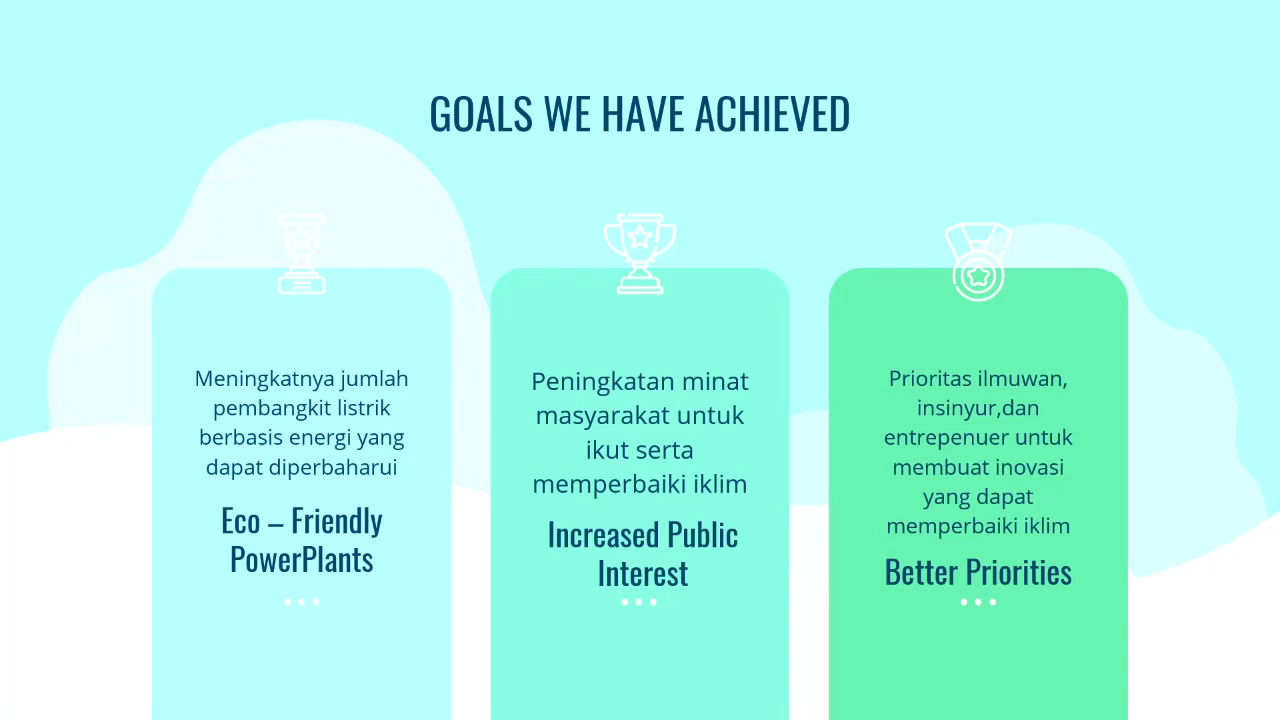 GOALS WE HAVE ACHIEVED
Meningkatnya jumlah
pembangkit listrik
berbasis energi yang
dapat diperbaharui
Eco – Friendly
PowerPlants
Peningkatan minat
masyarakat untuk
ikut serta
memperbaiki iklim
Increased Public
Interest
Prioritas ilmuwan,
insinyur,dan
entrepenuer untuk
membuat inovasi
yang dapat
memperbaiki iklim
Better Priorities